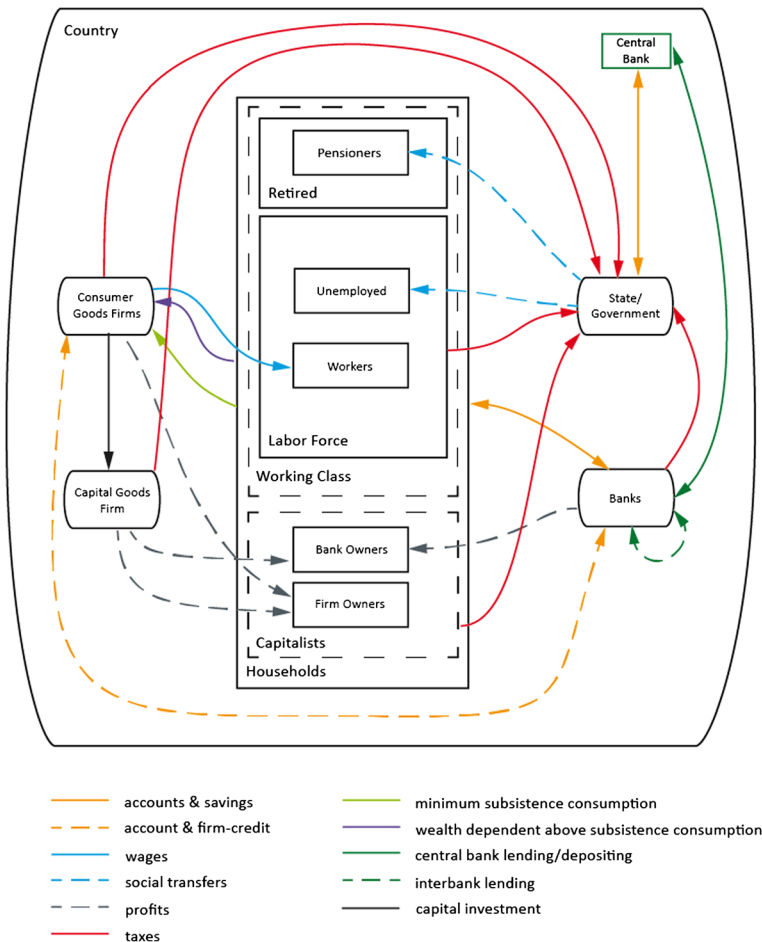 Country
Central
Bank
Pensioners
Retired
Consumer
Goods Firms
Unemployed
State/
Government
Workers
Labor Force
Working Class
Capital Goods
Firm
Banks
Bank Owners
Firm Owners
Capitalists
Households
accounts & savings
account & firm-credit
wages
social transfers
profits
taxes
minimum subsistence consumption
wealth dependent above subsistence consumption
central bank lending/depositing
interbank lending
capital investment